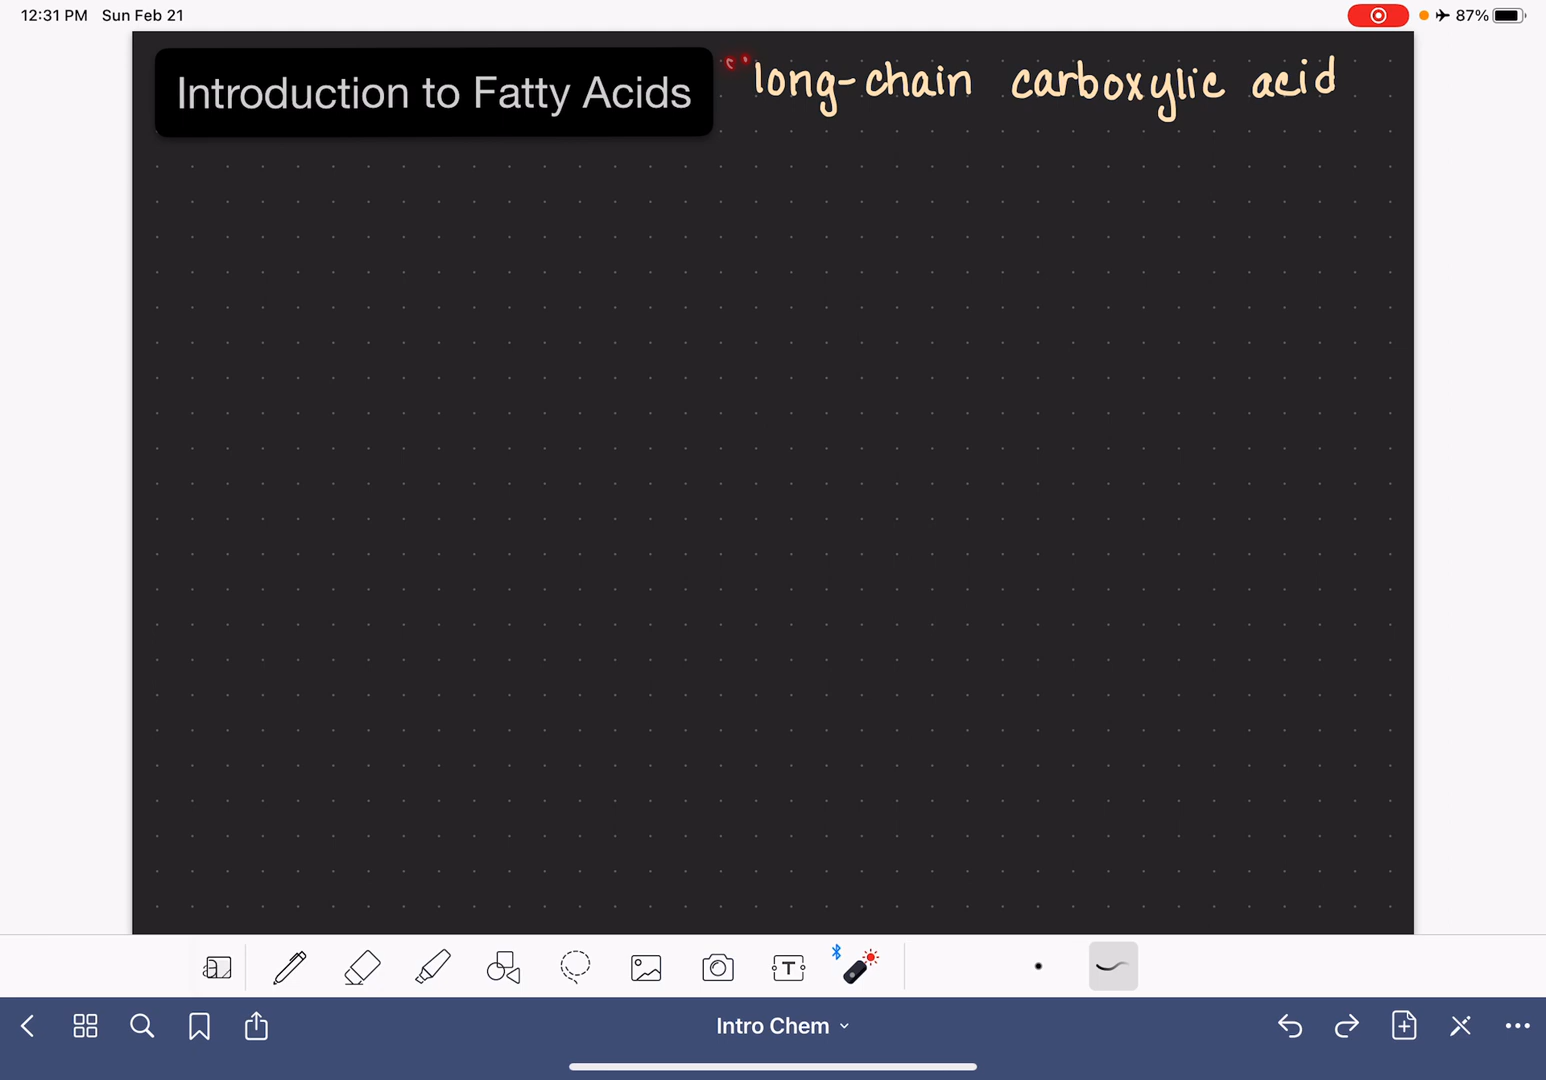 12:31 PM Sun Feb 21
87%
Introduction to Fatty Acids
long-chain carboxylic acid
T
Intro Chem